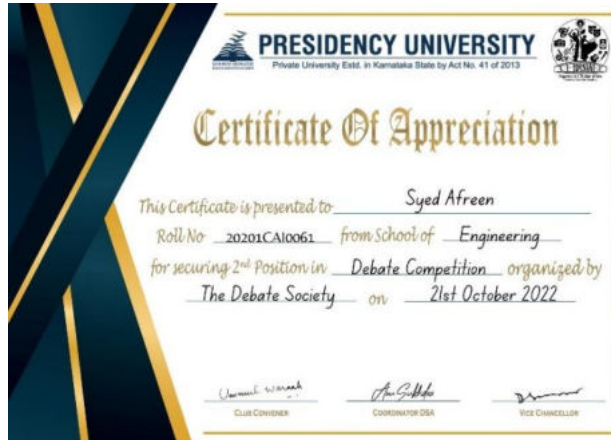 PRESIDENCY UNIVERSITY
Private University Estd. in Karnataka State by Act No. 41 of 2013
Certificate Of Appreciation
This Certificate is presented to Syed Afreen
Roll No 20201CAI0061 from School of Engineering
for securing 2nd Position in Debate Competition organized by
The Debate Society on 21st October 2022
CLUB CONVENER COORDINATOR DSA VICE CHANCELLOR